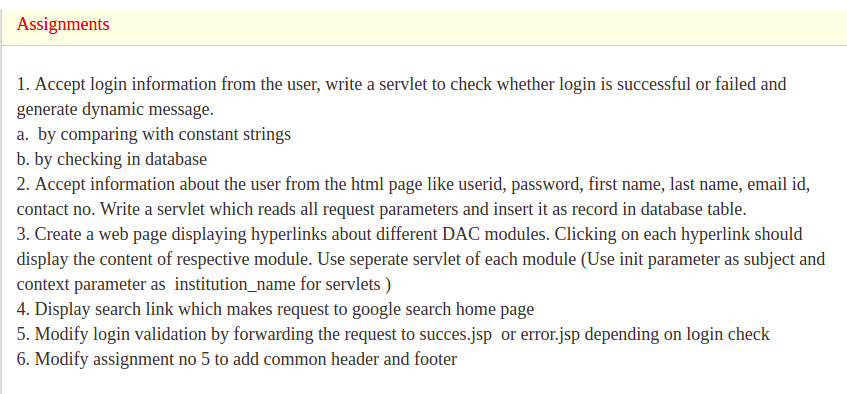 Assignments
1. Accept login information from the user, write a servlet to check whether login is successful or failed and
generate dynamic message.
a.  by comparing with constant strings
b. by checking in database
2. Accept information about the user from the html page like userid, password, first name, last name, email id,
contact no. Write a servlet which reads all request parameters and insert it as record in database table.
3. Create a web page displaying hyperlinks about different DAC modules. Clicking on each hyperlink should
display the content of respective module. Use seperate servlet of each module (Use init parameter as subject and
context parameter as  institution_name for servlets )
4. Display search link which makes request to google search home page
5. Modify login validation by forwarding the request to succes.jsp  or error.jsp depending on login check
6. Modify assignment no 5 to add common header and footer